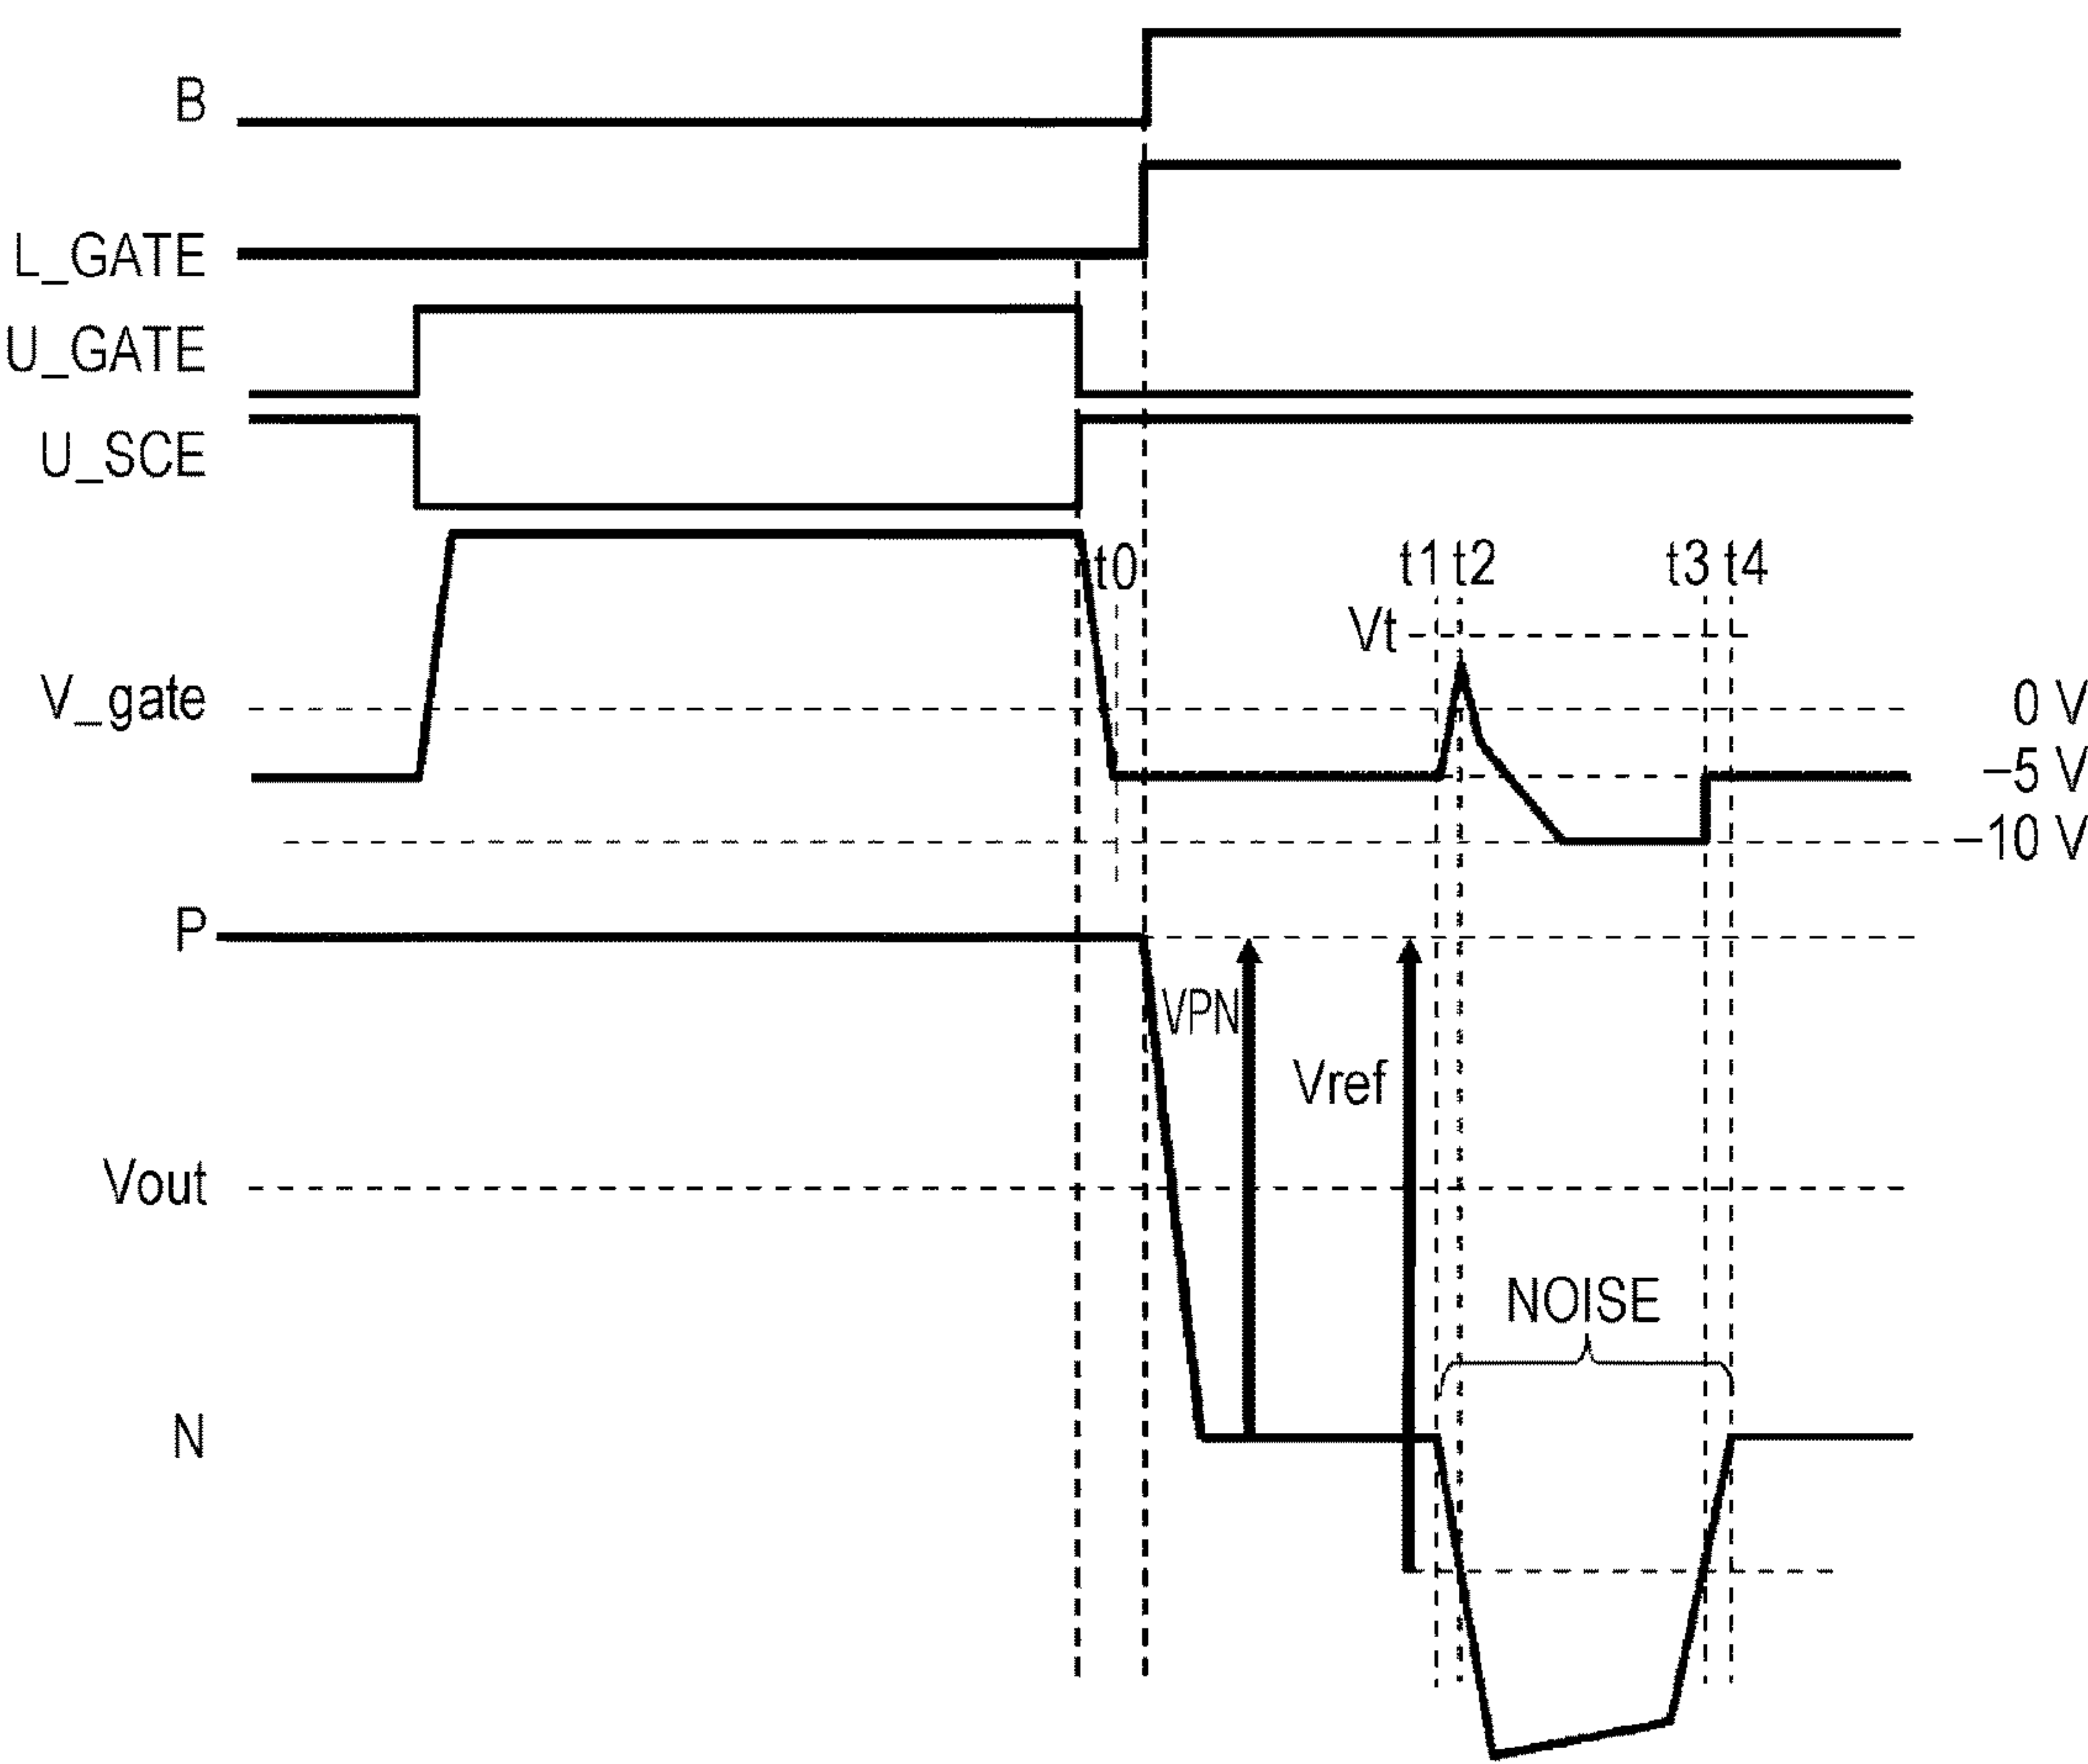 B
L_GATE
U_GATE
U_SCE
t0
t1
t2
t3
t4
Vt
V_gate
0 V
−5 V
−10 V
P
VPN
Vref
Vout
NOISE
N